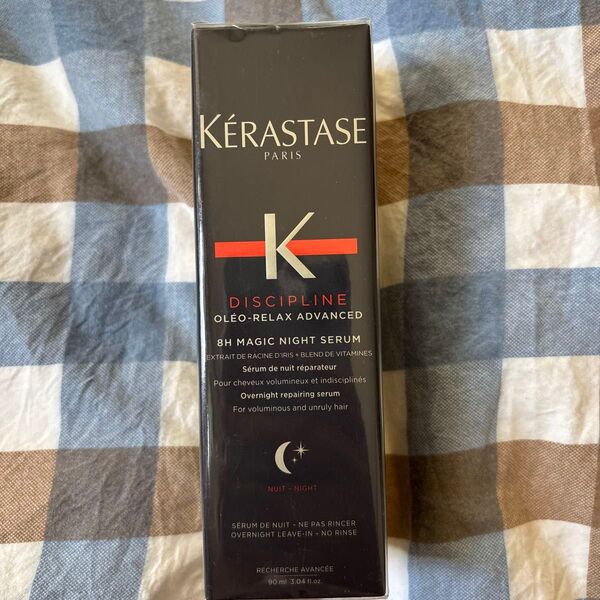 KÉRASTASE
PARIS
K
DISCIPLINE
OLÉO-RELAX ADVANCED
8H MAGIC NIGHT SERUM
EXTRAIT DE RACINE D'IRIS + BLEND DE VITAMINES
Sérum de nuit réparateur
Pour cheveux volumineux et indisciplinés
Overnight repairing serum
For voluminous and unruly hair
NUIT - NIGHT
SÉRUM DE NUIT - NE PAS RINCER
OVERNIGHT LEAVE-IN - NO RINSE
RECHERCHE AVANCÉE
90 ml 3.04 fl.oz